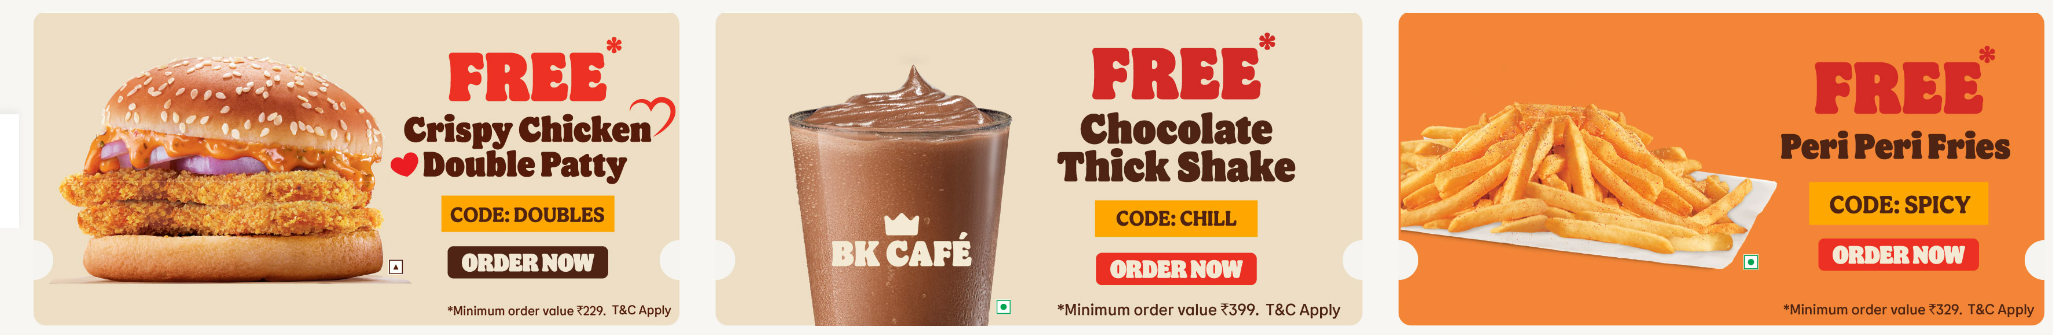 FREE*
Crispy Chicken
Double Patty
CODE: DOUBLES
ORDER NOW
*Minimum order value ₹229. T&C Apply
BK CAFÉ
FREE*
Chocolate
Thick Shake
CODE: CHILL
ORDER NOW
*Minimum order value ₹399. T&C Apply
FREE*
Peri Peri Fries
CODE: SPICY
ORDER NOW
*Minimum order value ₹329. T&C Apply